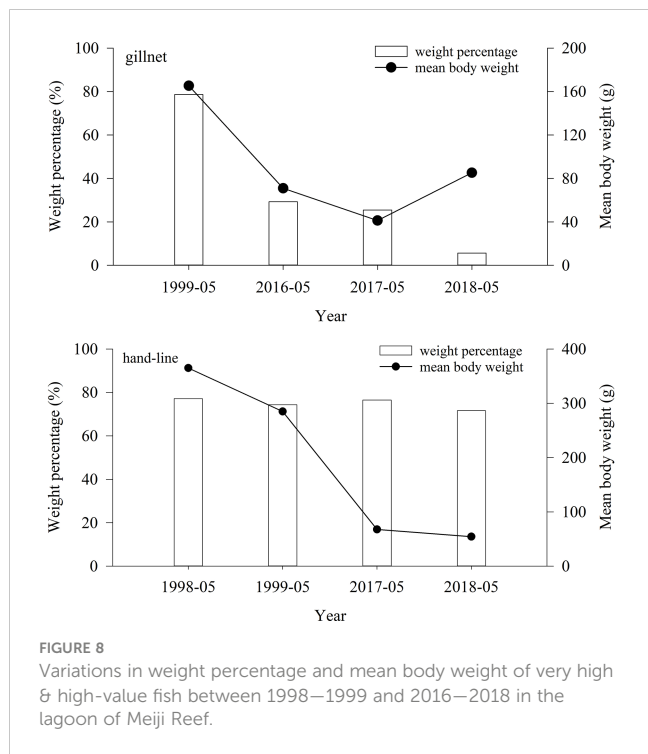 gillnet
weight percentage
mean body weight
Weight percentage (%)
100
80
60
40
20
0
Mean body weight (g)
200
160
120
80
40
0
1999-05 2016-05 2017-05 2018-05
Year
hand-line
weight percentage
mean body weight
Weight percentage (%)
100
80
60
40
20
0
Mean body weight (g)
400
300
200
100
0
1998-05 1999-05 2017-05 2018-05
Year
FIGURE 8
Variations in weight percentage and mean body weight of very high
& high-value fish between 1998—1999 and 2016—2018 in the
lagoon of Meiji Reef.